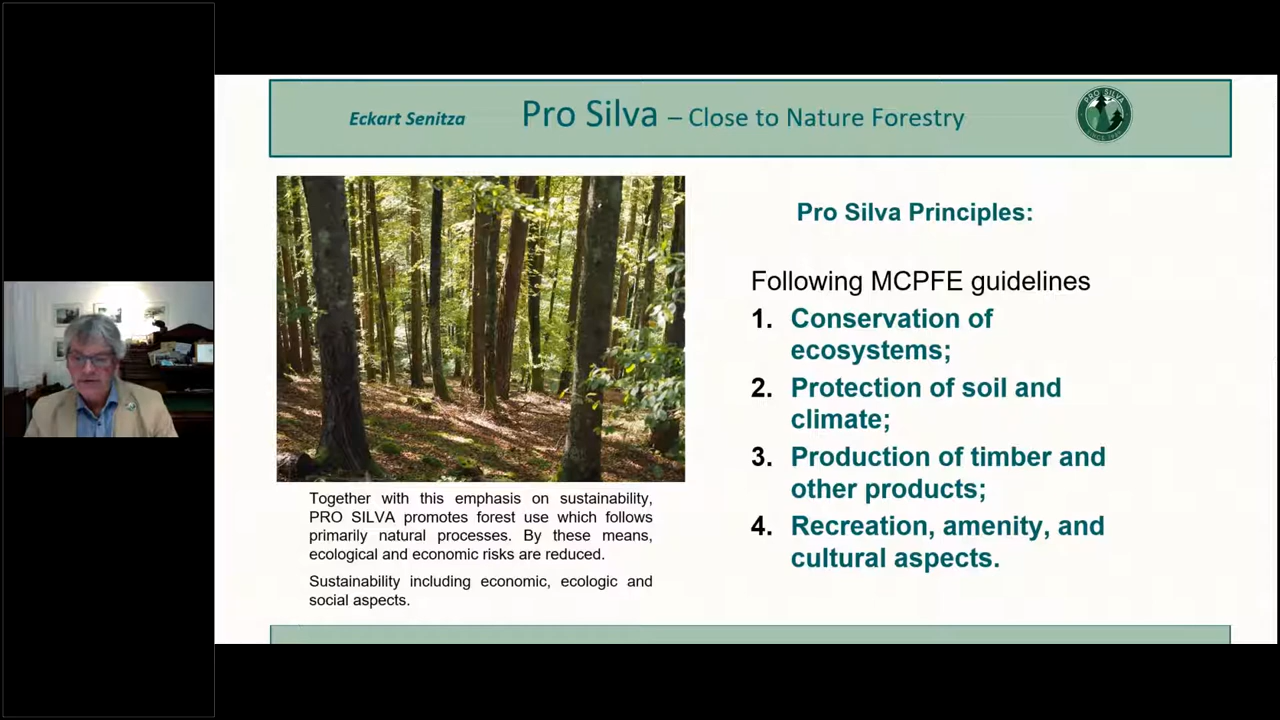 Eckart Senitza
Pro Silva – Close to Nature Forestry
PRO SILVA
Pro Silva Principles:
Following MCPFE guidelines
1. Conservation of
ecosystems;
2. Protection of soil and
climate;
3. Production of timber and
other products;
4. Recreation, amenity, and
cultural aspects.
Together with this emphasis on sustainability,
PRO SILVA promotes forest use which follows
primarily natural processes. By these means,
ecological and economic risks are reduced.
Sustainability including economic, ecologic and
social aspects.